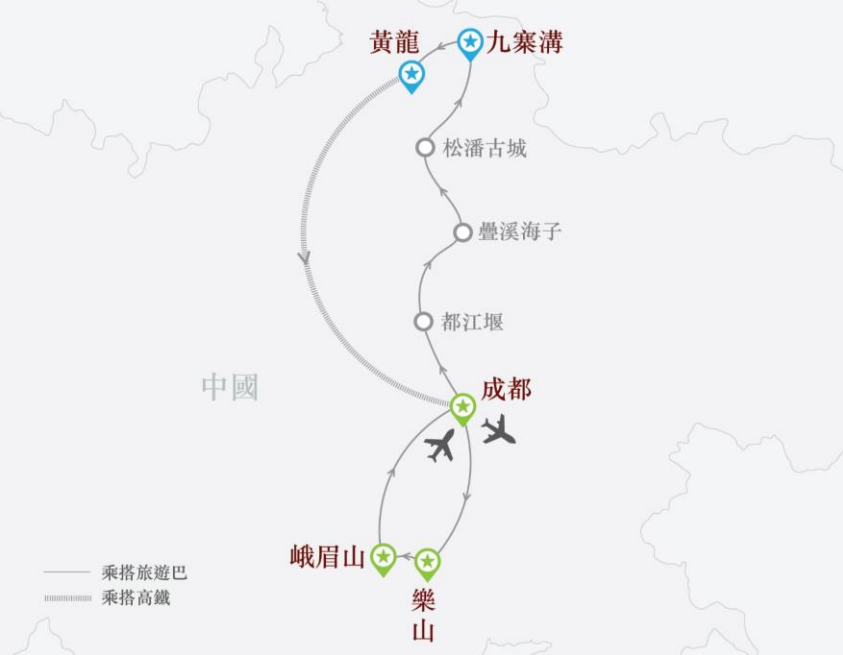 黃龍
九寨溝
松潘古城
疊溪海子
都江堰
中國
成都
峨眉山
樂
山
乘搭旅遊巴
乘搭高鐵